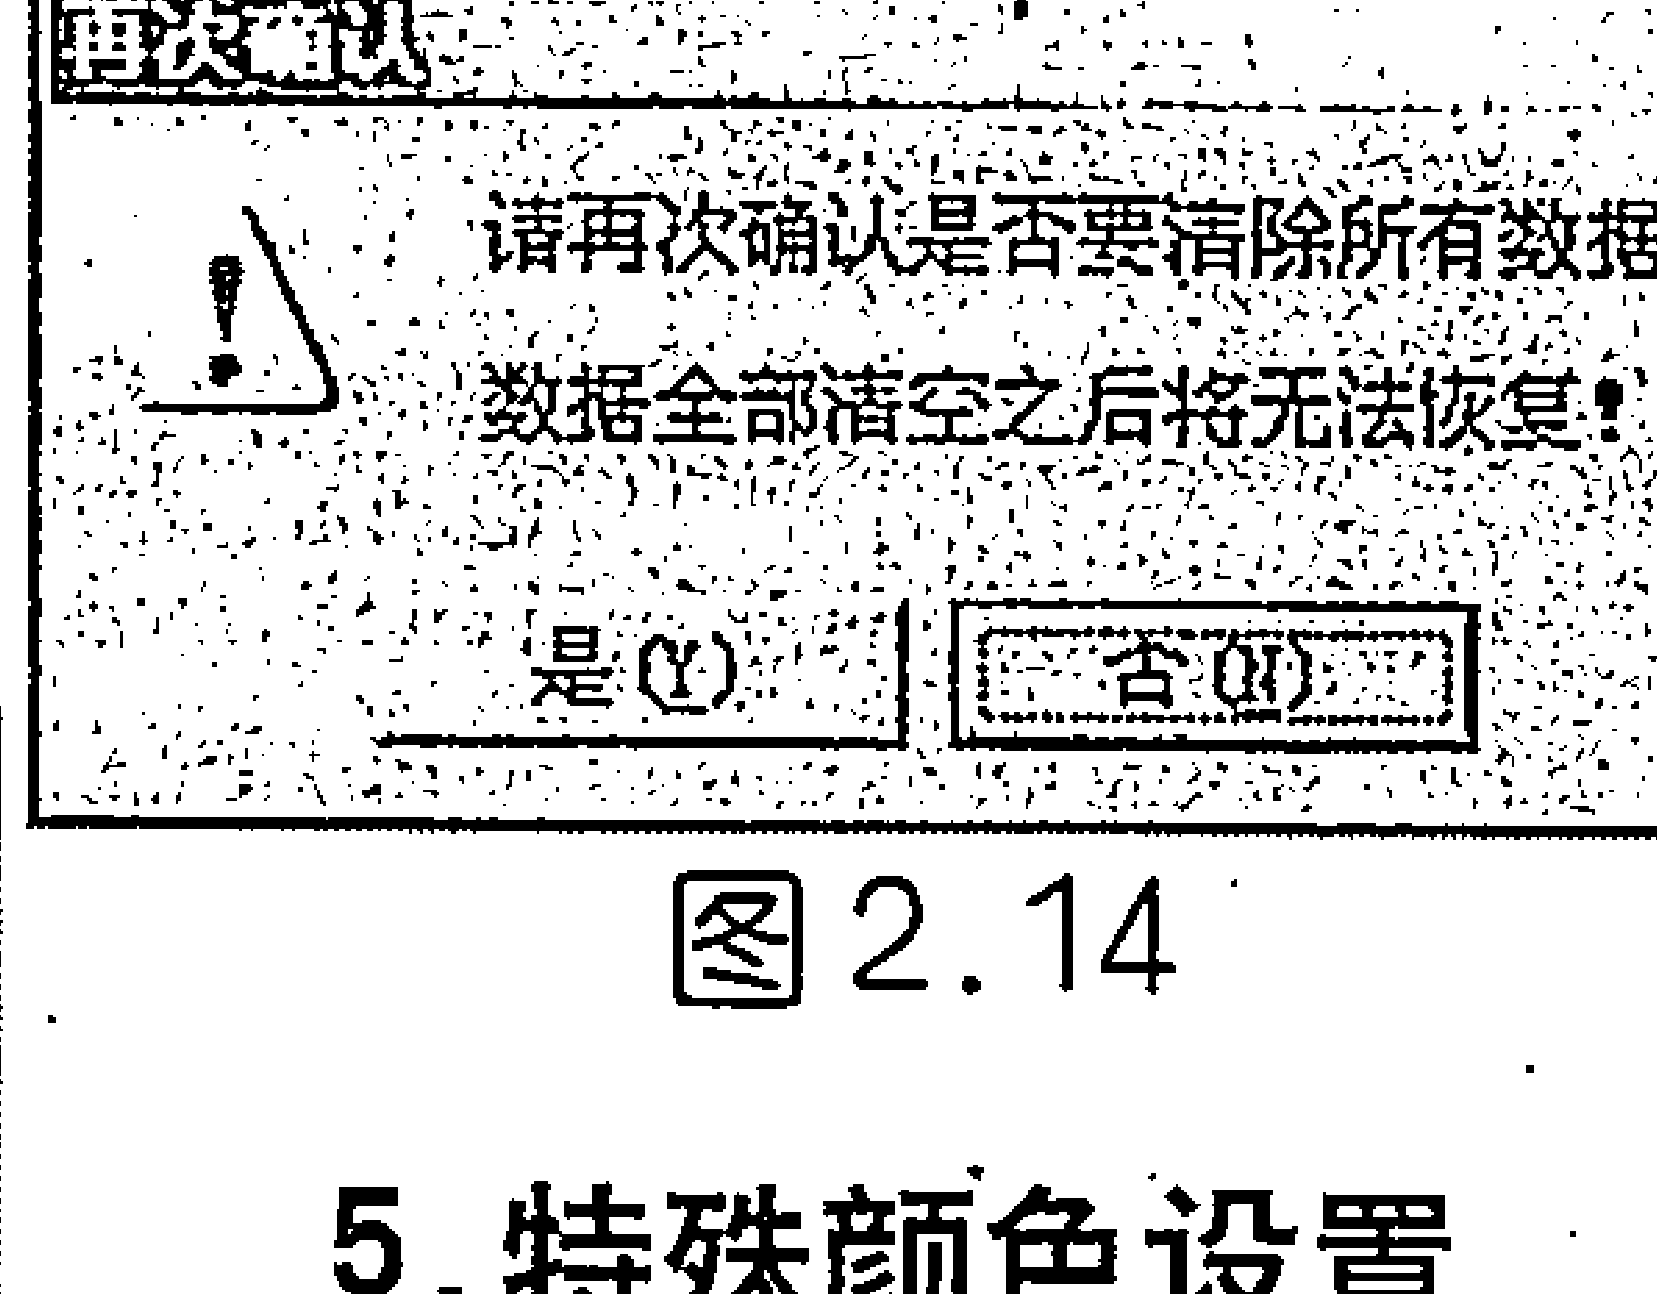 再次确认
请再次确认是否要清除所有数据
数据全部清空之后将无法恢复!
是(Y) 否(N)
图 2.14
5.特殊颜色设置